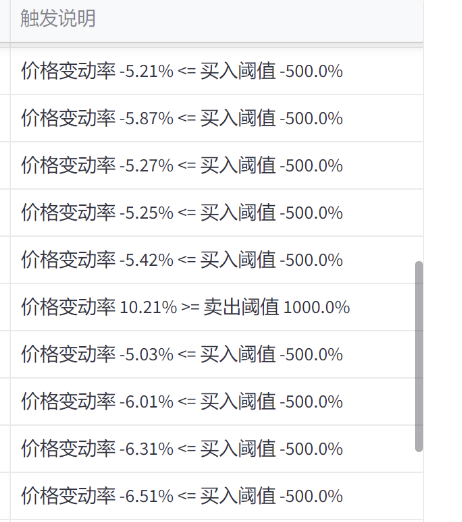 触发说明
价格变动率 -5.21% <= 买入阈值 -500.0%
价格变动率 -5.87% <= 买入阈值 -500.0%
价格变动率 -5.27% <= 买入阈值 -500.0%
价格变动率 -5.25% <= 买入阈值 -500.0%
价格变动率 -5.42% <= 买入阈值 -500.0%
价格变动率 10.21% >= 卖出阈值 1000.0%
价格变动率 -5.03% <= 买入阈值 -500.0%
价格变动率 -6.01% <= 买入阈值 -500.0%
价格变动率 -6.31% <= 买入阈值 -500.0%
价格变动率 -6.51% <= 买入阈值 -500.0%